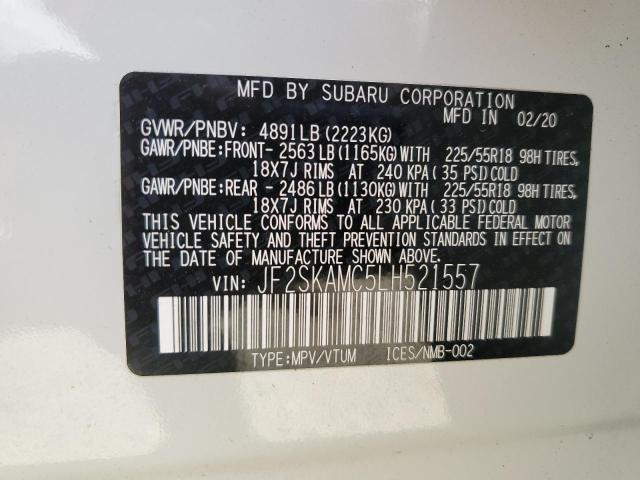 MFD BY SUBARU CORPORATION
MFD IN 02/20
GVWR/PNBV: 4891LB (2223KG)
GAWR/PNBE:FRONT- 2563LB (1165KG) WITH 225/55R18 98H TIRES,
18X7J RIMS AT 240 KPA (35 PSI) COLD
GAWR/PNBE:REAR - 2486LB (1130KG) WITH 225/55R18 98H TIRES,
18X7J RIMS AT 230 KPA (33 PSI) COLD
THIS VEHICLE CONFORMS TO ALL APPLICABLE FEDERAL MOTOR
VEHICLE SAFETY AND THEFT PREVENTION STANDARDS IN EFFECT ON
THE DATE OF MANUFACTURE SHOWN ABOVE.
VIN: JF2SKAMC5LH521557
TYPE:MPV/VTUM ICES/NMB-002